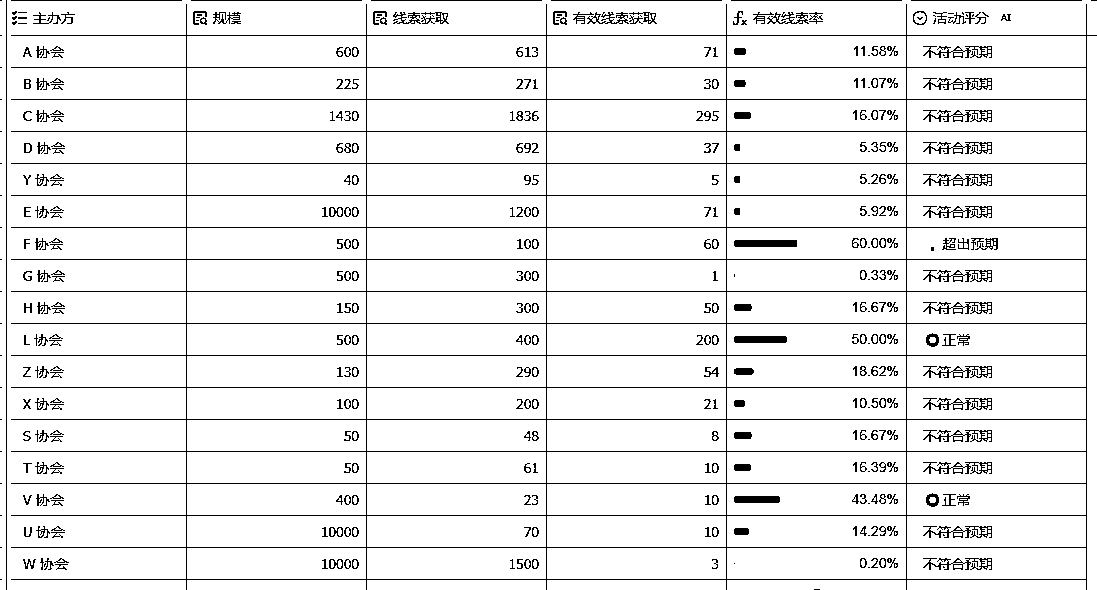 主办方 规模 线索获取 有效线索获取 有效线索率 活动评分 AI
A 协会 600 613 71 11.58% 不符合预期
B 协会 225 271 30 11.07% 不符合预期
C 协会 1430 1836 295 16.07% 不符合预期
D 协会 680 692 37 5.35% 不符合预期
Y 协会 40 95 5 5.26% 不符合预期
E 协会 10000 1200 71 5.92% 不符合预期
F 协会 500 100 60 60.00% 超出预期
G 协会 500 300 1 0.33% 不符合预期
H 协会 150 300 50 16.67% 不符合预期
L 协会 500 400 200 50.00% 正常
Z 协会 130 290 54 18.62% 不符合预期
X 协会 100 200 21 10.50% 不符合预期
S 协会 50 48 8 16.67% 不符合预期
T 协会 50 61 10 16.39% 不符合预期
V 协会 400 23 10 43.48% 正常
U 协会 10000 70 10 14.29% 不符合预期
W 协会 10000 1500 3 0.20% 不符合预期